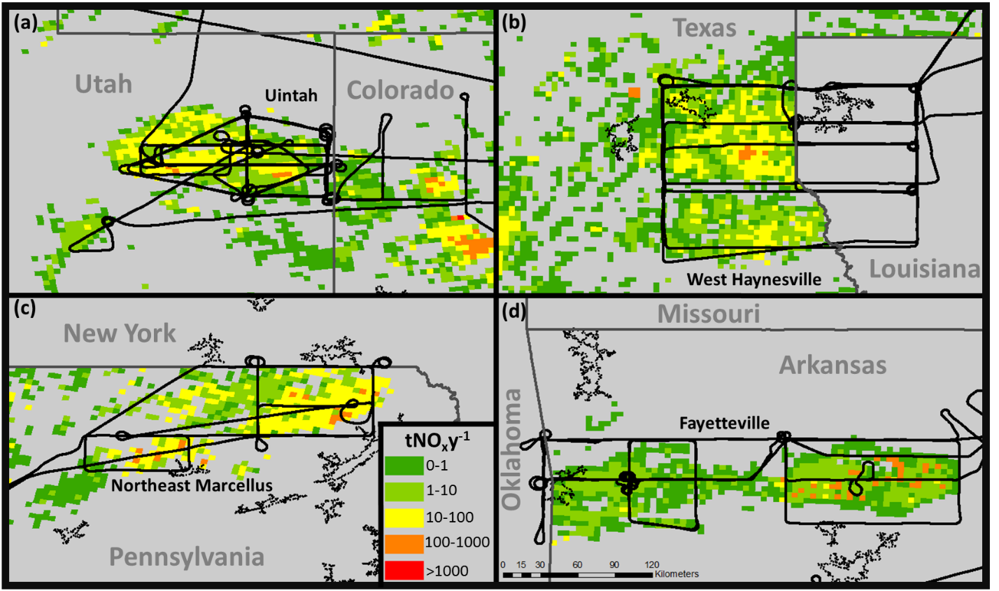 (a)
Utah
Uintah
Colorado
(b)
Texas
West Haynesville
Louisiana
(c)
New York
Northeast Marcellus
Pennsylvania
tNOxy-1
0-1
1-10
10-100
100-1000
>1000
(d)
Missouri
Arkansas
Oklahoma
Fayetteville
0 15 30 60 90 120
Kilometers